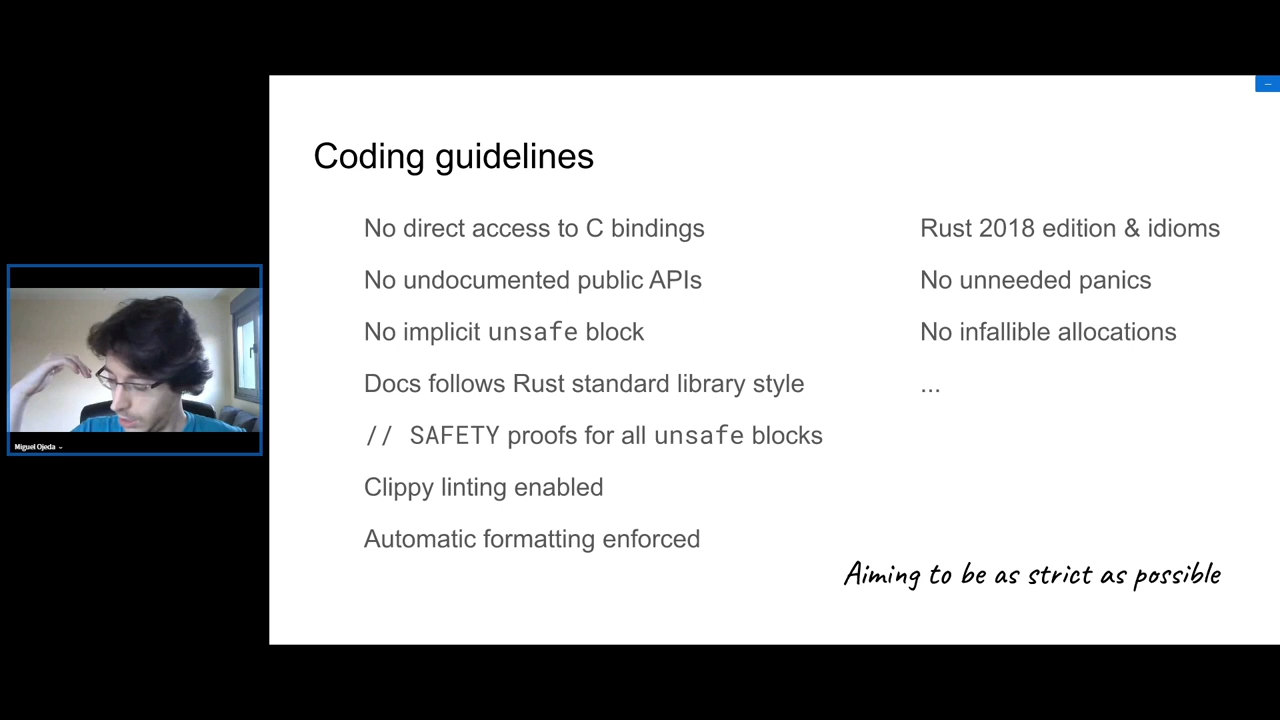 Coding guidelines
No direct access to C bindings
No undocumented public APIs
No implicit unsafe block
Docs follows Rust standard library style
// SAFETY proofs for all unsafe blocks
Clippy linting enabled
Automatic formatting enforced
Rust 2018 edition & idioms
No unneeded panics
No infallible allocations
...
Aiming to be as strict as possible
Miguel Ojeda